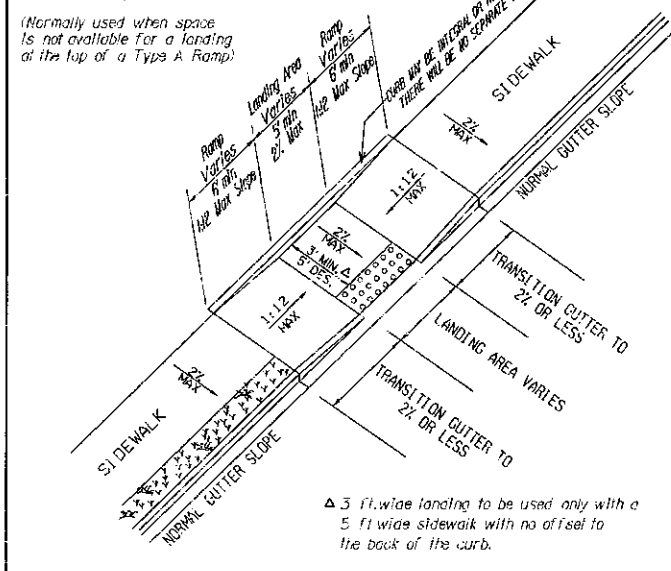 (Normally used when space
is not available for a landing
at the top of a Type A Ramp)
Ramp
Varies
6' min
1:12 Max Slope
Landing Area
Varies
5' min
2% Max
Ramp
Varies
6' min
1:12 Max Slope
CURB MAY BE INTEGRAL OR
THERE WILL BE NO SEPARATE
SIDEWALK
2%
MAX
NORMAL GUTTER SLOPE
1:12
MAX
2%
MAX
3' MIN. Δ
5' DES.
1:12
MAX
2%
MAX
SIDEWALK
NORMAL GUTTER SLOPE
TRANSITION GUTTER TO
2% OR LESS
LANDING AREA VARIES
TRANSITION GUTTER TO
2% OR LESS
Δ 3 ft. wide landing to be used only with a
5 ft wide sidewalk with no offset to
the back of the curb.